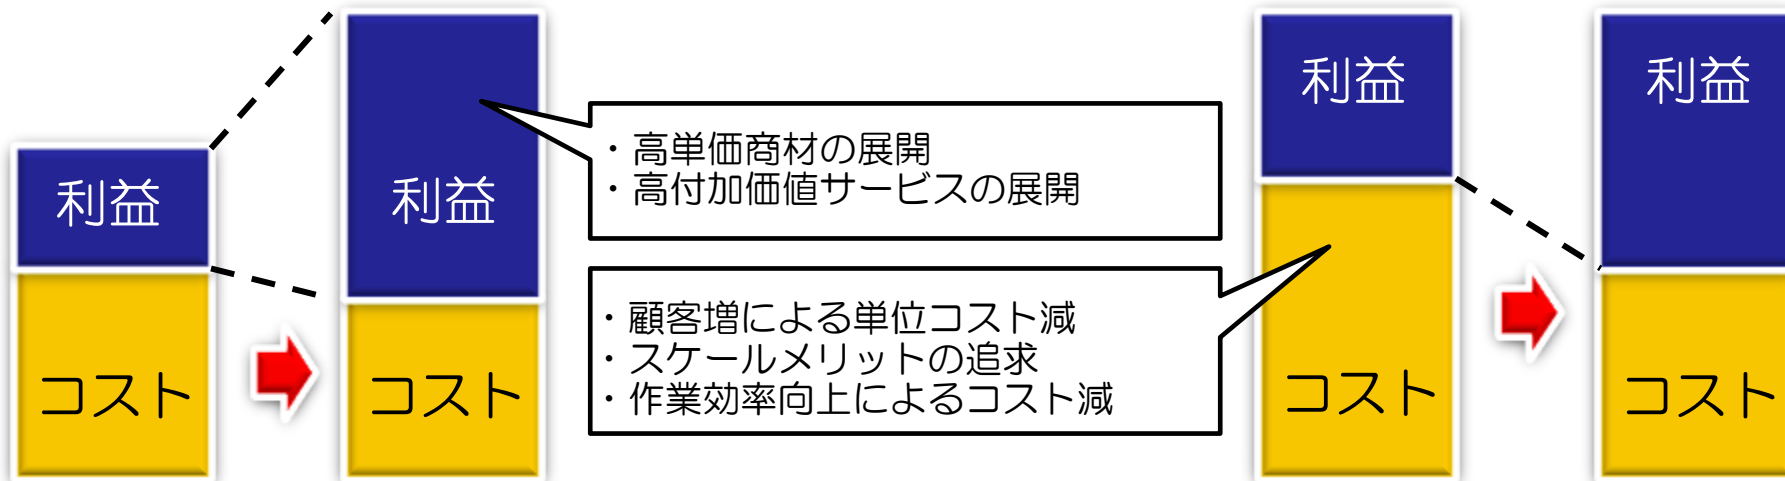 利益
コスト
利益
コスト
・高単価商材の展開
・高付加価値サービスの展開
・顧客増による単位コスト減
・スケールメリットの追求
・作業効率向上によるコスト減
利益
コスト
利益
コスト